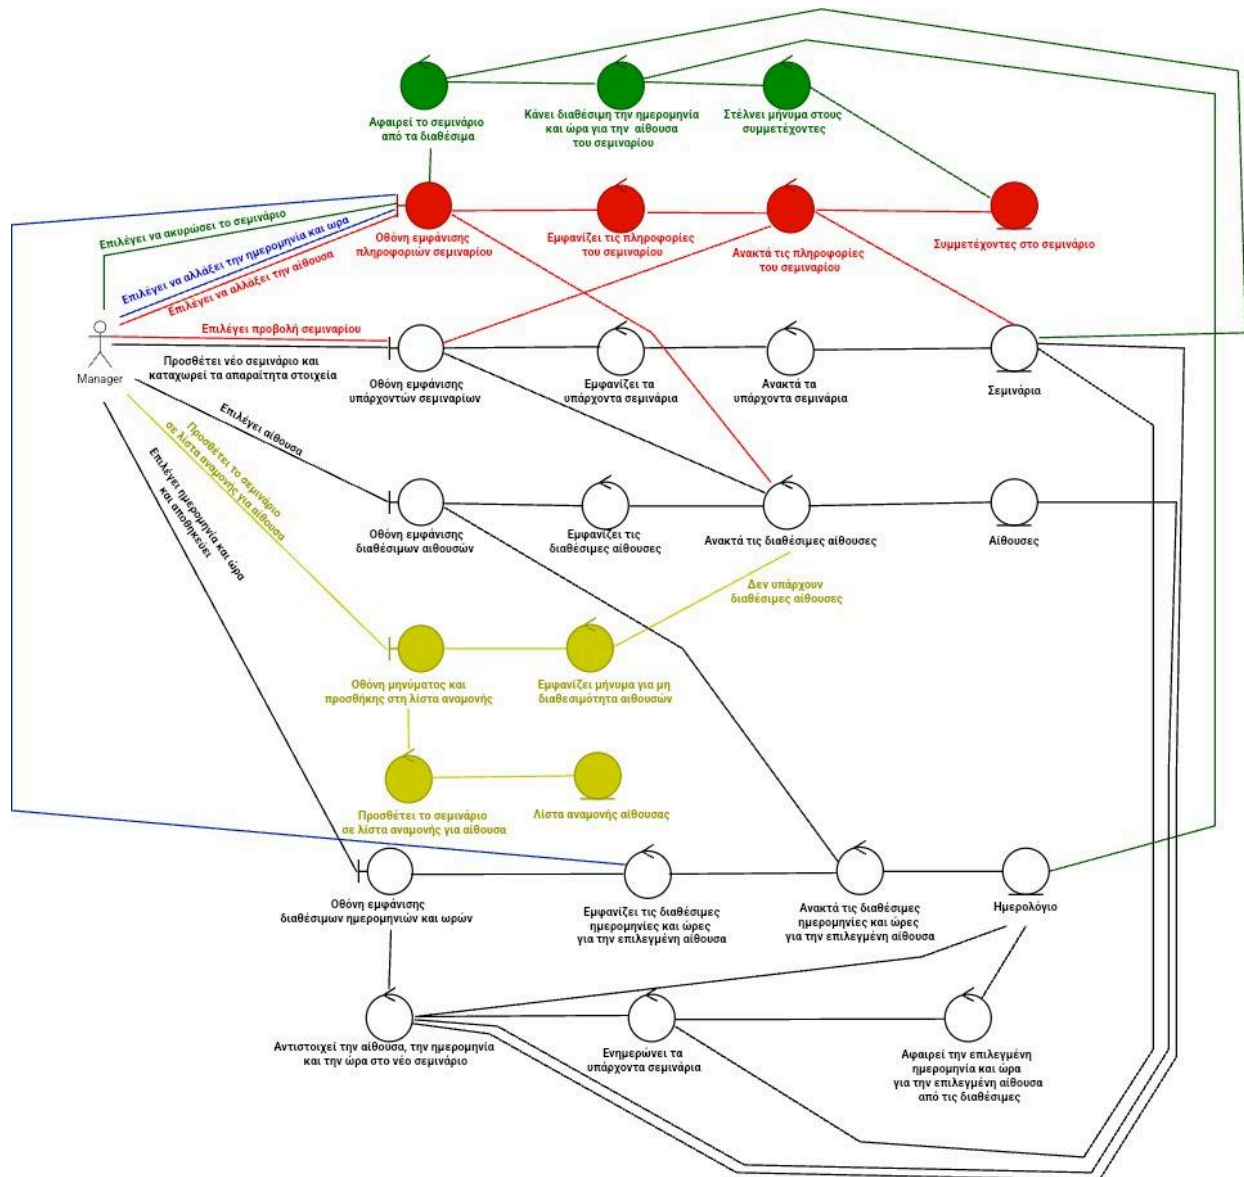 Αφαιρεί το σεμινάριο
από τα διαθέσιμα
Κάνει διαθέσιμη την ημερομηνία
και ώρα για την αίθουσα
του σεμιναρίου
Στέλνει μήνυμα στους
συμμετέχοντες
Επιλέγει να ακυρώσει το σεμινάριο
Επιλέγει να αλλάξει την ημερομηνία και ώρα
Επιλέγει να αλλάξει την αίθουσα
Οθόνη εμφάνισης
πληροφοριών σεμιναρίου
Εμφανίζει τις πληροφορίες
του σεμιναρίου
Ανακτά τις πληροφορίες
του σεμιναρίου
Συμμετέχοντες στο σεμινάριο
Επιλέγει προβολή σεμιναρίου
Manager
Προσθέτει νέο σεμινάριο και
καταχωρεί τα απαραίτητα στοιχεία
Οθόνη εμφάνισης
υπάρχοντών σεμιναρίων
Εμφανίζει τα
υπάρχοντα σεμινάρια
Ανακτά τα
υπάρχοντα σεμινάρια
Σεμινάρια
Επιλέγει αίθουσα
Προσθέτει το σεμινάριο
σε λίστα αναμονής για αίθουσα
Επιλέγει ημερομηνία και ώρα
και αποθηκεύει
Οθόνη εμφάνισης
διαθέσιμων αιθουσών
Εμφανίζει τις
διαθέσιμες αίθουσες
Ανακτά τις διαθέσιμες αίθουσες
Αίθουσες
Δεν υπάρχουν
διαθέσιμες αίθουσες
Οθόνη μηνύματος και
προσθήκης στη λίστα αναμονής
Εμφανίζει μήνυμα για μη
διαθεσιμότητα αιθουσών
Προσθέτει το σεμινάριο
σε λίστα αναμονής για αίθουσα
Λίστα αναμονής αίθουσας
Οθόνη εμφάνισης
διαθέσιμων ημερομηνιών και ωρών
Εμφανίζει τις διαθέσιμες
ημερομηνίες και ώρες
για την επιλεγμένη αίθουσα
Ανακτά τις διαθέσιμες
ημερομηνίες και ώρες
για την επιλεγμένη αίθουσα
Ημερολόγιο
Αντιστοιχεί την αίθουσα, την ημερομηνία
και την ώρα στο νέο σεμινάριο
Ενημερώνει τα
υπάρχοντα σεμινάρια
Αφαιρεί την επιλεγμένη
ημερομηνία και ώρα
για την επιλεγμένη αίθουσα
από τις διαθέσιμες